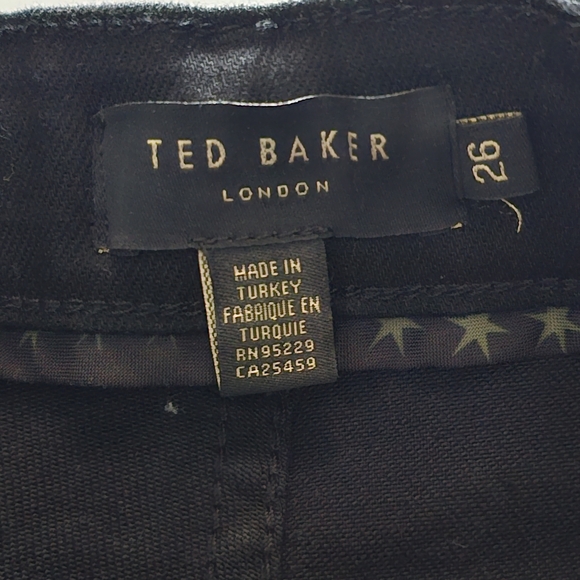 TED BAKER
LONDON
26
MADE IN
TURKEY
FABRIQUE EN
TURQUIE
RN95229
CA25459